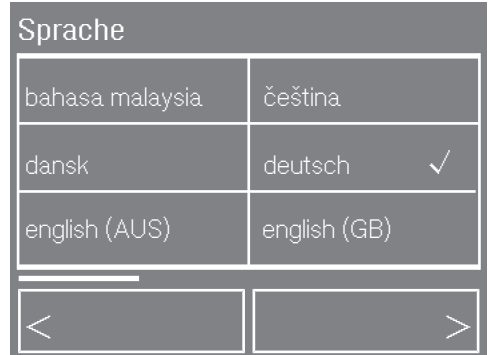 Sprache
bahasa malaysia čeština
dansk deutsch ✓
english (AUS) english (GB)
< >